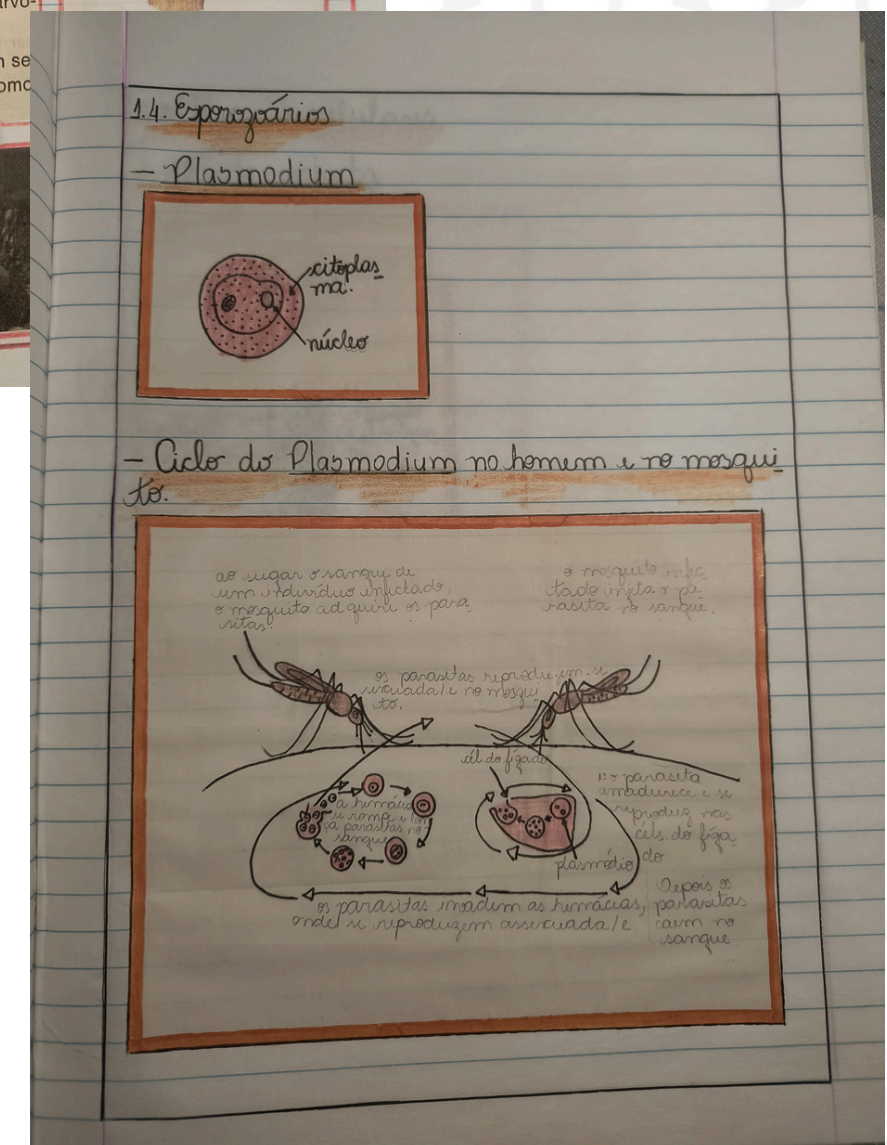 arvo-
se
omo
1.4. Esporozoários
- Plasmodium
citoplas
ma.
núcleo
- Ciclo do Plasmodium no homem e no mosqui
to.
ao sugar o sangue de
um indivíduo infectado,
o mosquito adquiri os para
sitas.
o mosquito infec
tado injeta o pa
rasita no sangue.
os parasitas reproduzem-se
sexuada/e no mosqui
to.
cél. do fígado
a hemácia
se rompe e lan
ça parasitas no
sangue
1º o parasita
amadurece e se
reproduz nas
céls. do fíga
do
plasmódio
Depois os
parasitas
caem no
sangue
os parasitas invadem as hemácias,
onde se reproduzem assexuada/e